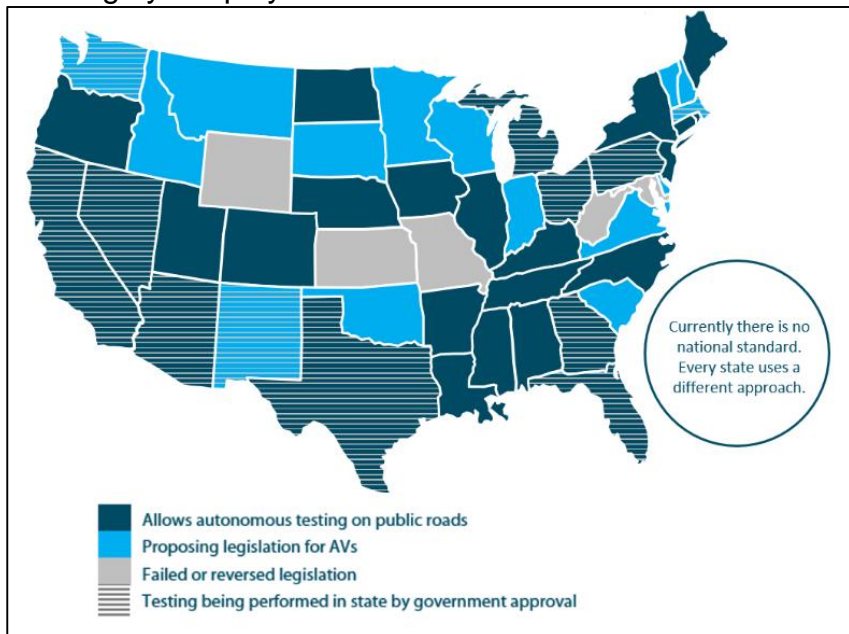 Currently there is no
national standard.
Every state uses a
different approach.
Allows autonomous testing on public roads
Proposing legislation for AVs
Failed or reversed legislation
Testing being performed in state by government approval